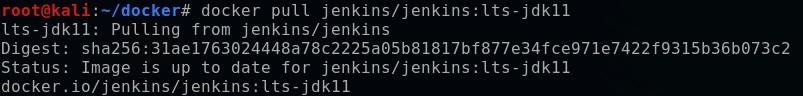 root@kali:~/docker# docker pull jenkins/jenkins:lts-jdk11
lts-jdk11: Pulling from jenkins/jenkins
Digest: sha256:31ae1763024448a78c2225a05b81817bf877e34fce971e7422f9315b36b073c2
Status: Image is up to date for jenkins/jenkins:lts-jdk11
docker.io/jenkins/jenkins:lts-jdk11